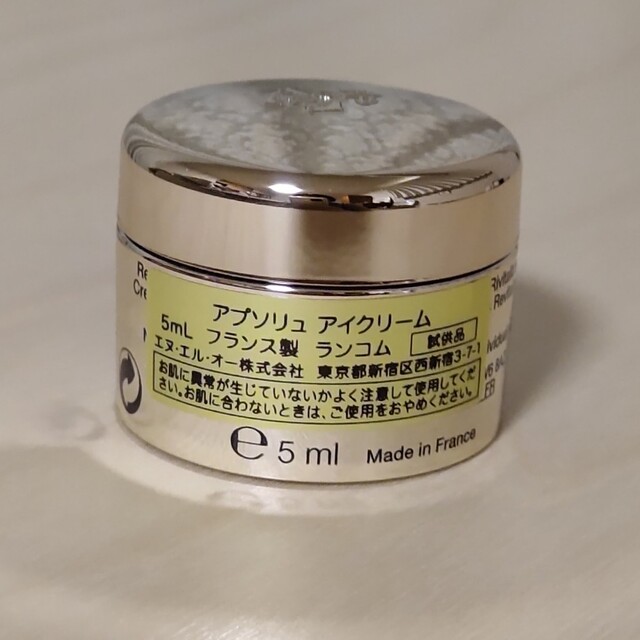 アプソリュ アイクリーム
5mL フランス製 ランコム 試供品
エヌ・エル・オー株式会社 東京都新宿区西新宿3-7-1
お肌に異常が生じていないかよく注意して使用してくだ
さい。お肌に合わないときは、ご使用をおやめください。
e 5 ml Made in France